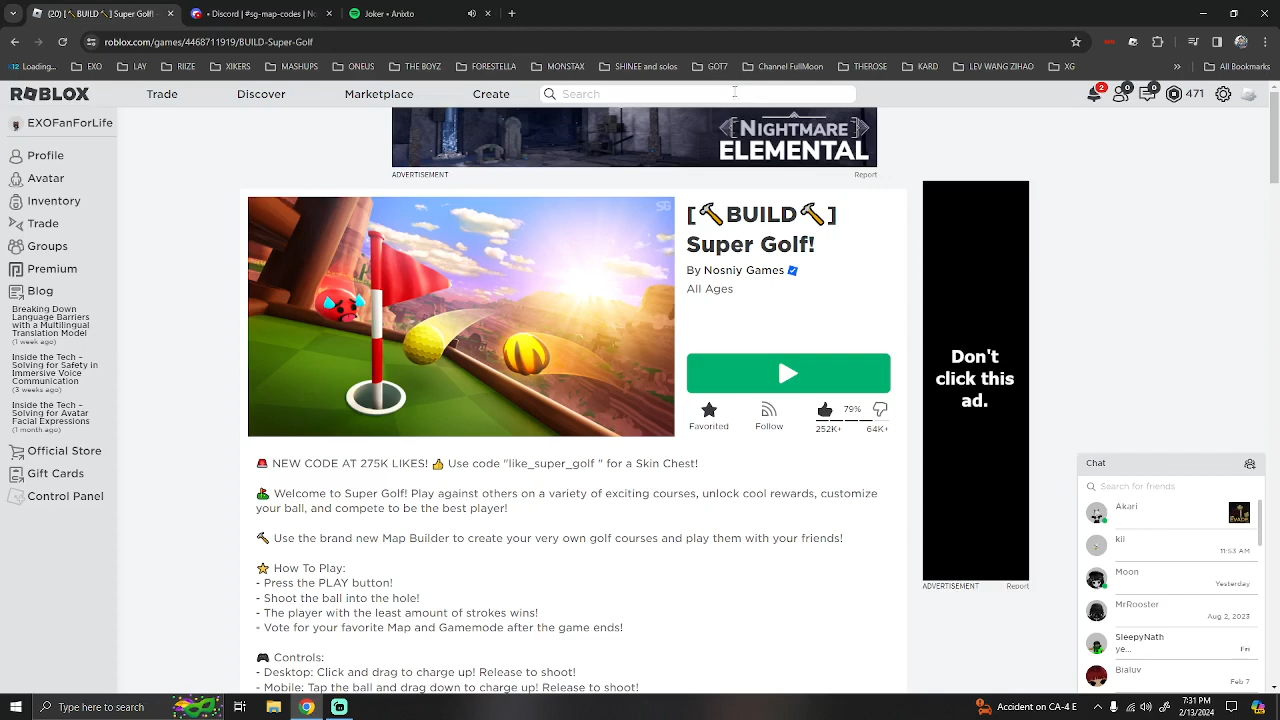 (20) [🔨BUILD🔨] Super Golf!
• Discord | #sg-map-codes | No
Joker • Anixto
roblox.com/games/4468711919/BUILD-Super-Golf
K12 Loading... EXO LAY RIIZE XIKERS MASHUPS ONEUS THE BOYZ FORESTELLA MONSTAX SHINEE and solos GOT7 Channel FullMoon THEROSE KARD LEV WANG ZIHAO XG » All Bookmarks
ROBLOX Trade Discover Marketplace Create Search 2 0 0 471
EXOFanForLife
Profile
Avatar
Inventory
Trade
Groups
Premium
Blog
Breaking Down
Language Barriers
with a Multilingual
Translation Model
(1 week ago)
Inside the Tech -
Solving for Safety in
Immersive Voice
Communication
(3 weeks ago)
Inside the Tech -
Solving for Avatar
Facial Expressions
(1 month ago)
Official Store
Gift Cards
Control Panel
NIGHTMARE
ELEMENTAL
ADVERTISEMENT Report
SG
[🔨BUILD🔨]
Super Golf!
By Nosniy Games
All Ages
Favorited Follow 79%
252K+ 64K+
🚨 NEW CODE AT 275K LIKES! 👍 Use code "like_super_golf " for a Skin Chest!
⛳ Welcome to Super Golf! Play against others on a variety of exciting courses, unlock cool rewards, customize
your ball, and compete to be the best player!
🔨 Use the brand new Map Builder to create your very own golf courses and play them with your friends!
⭐ How To Play:
- Press the PLAY button!
- Shoot the ball into the hole!
- The player with the least amount of strokes wins!
- Vote for your favorite Map and Gamemode after the game ends!
🎮 Controls:
- Desktop: Click and drag to charge up! Release to shoot!
- Mobile: Tap the ball and drag down to charge up! Release to shoot!
Don't
click this
ad.
ADVERTISEMENT Report
Chat
Search for friends
Akari
EVADE
kii
11:53 AM
Moon
Yesterday
MrRooster
Aug 2, 2023
SleepyNath
ye... Fri
Bialuv
Feb 7
Type here to search
Accident on CA-4 E
7:31 PM
2/13/2024